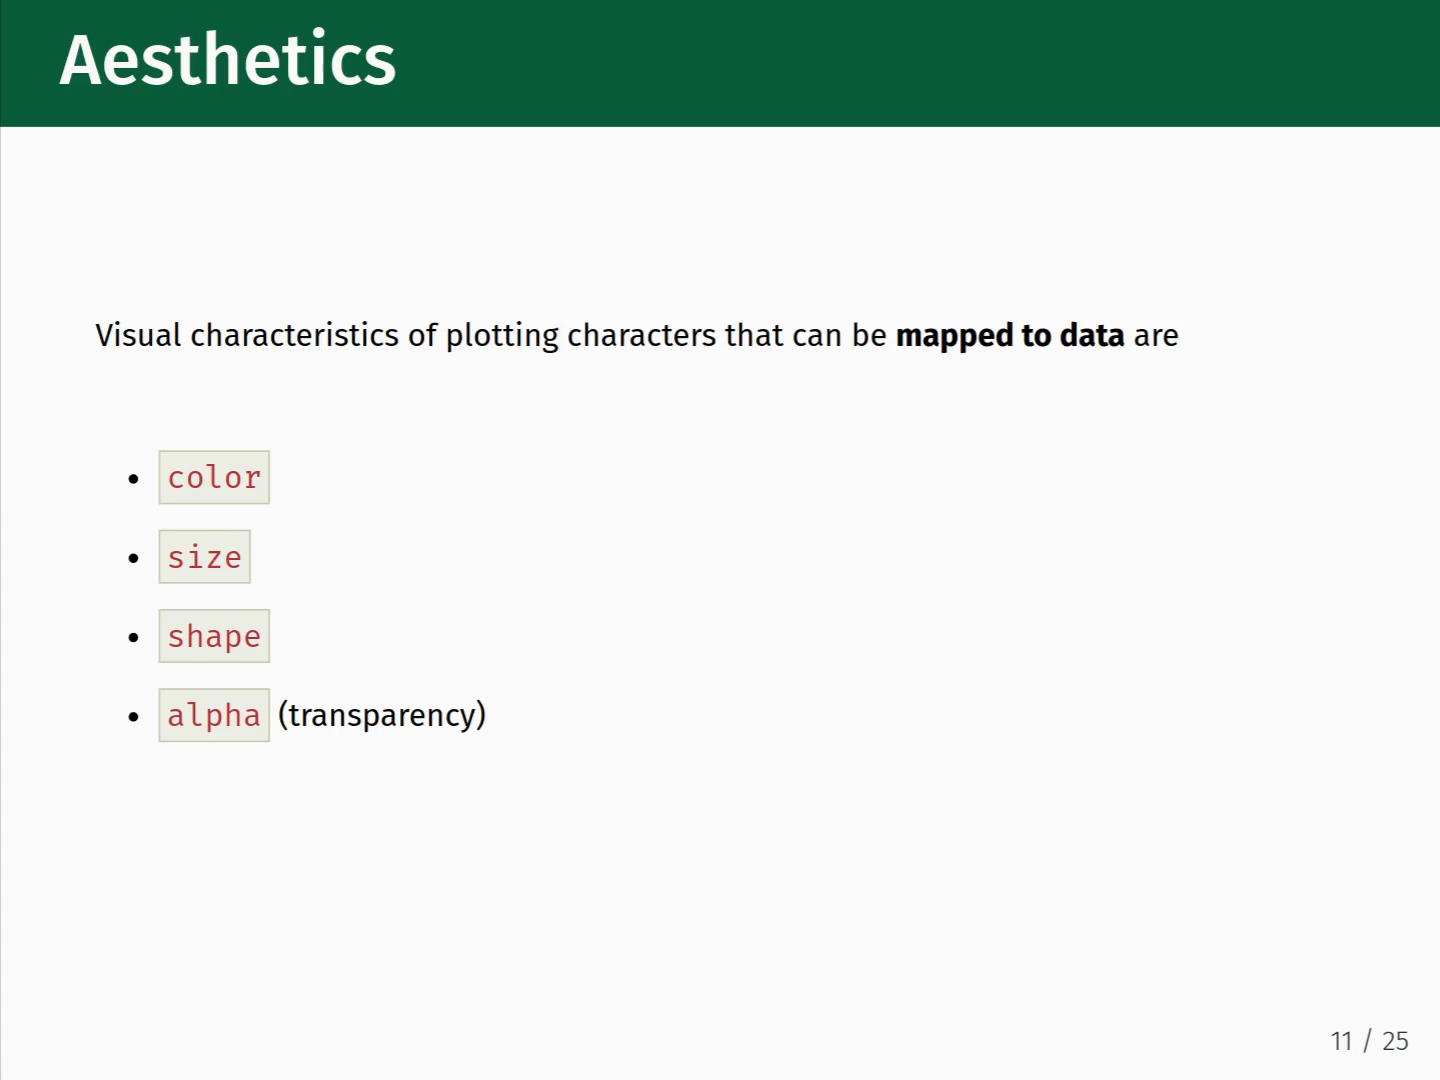 Aesthetics
Visual characteristics of plotting characters that can be mapped to data are
• color
• size
• shape
• alpha (transparency)
11 / 25